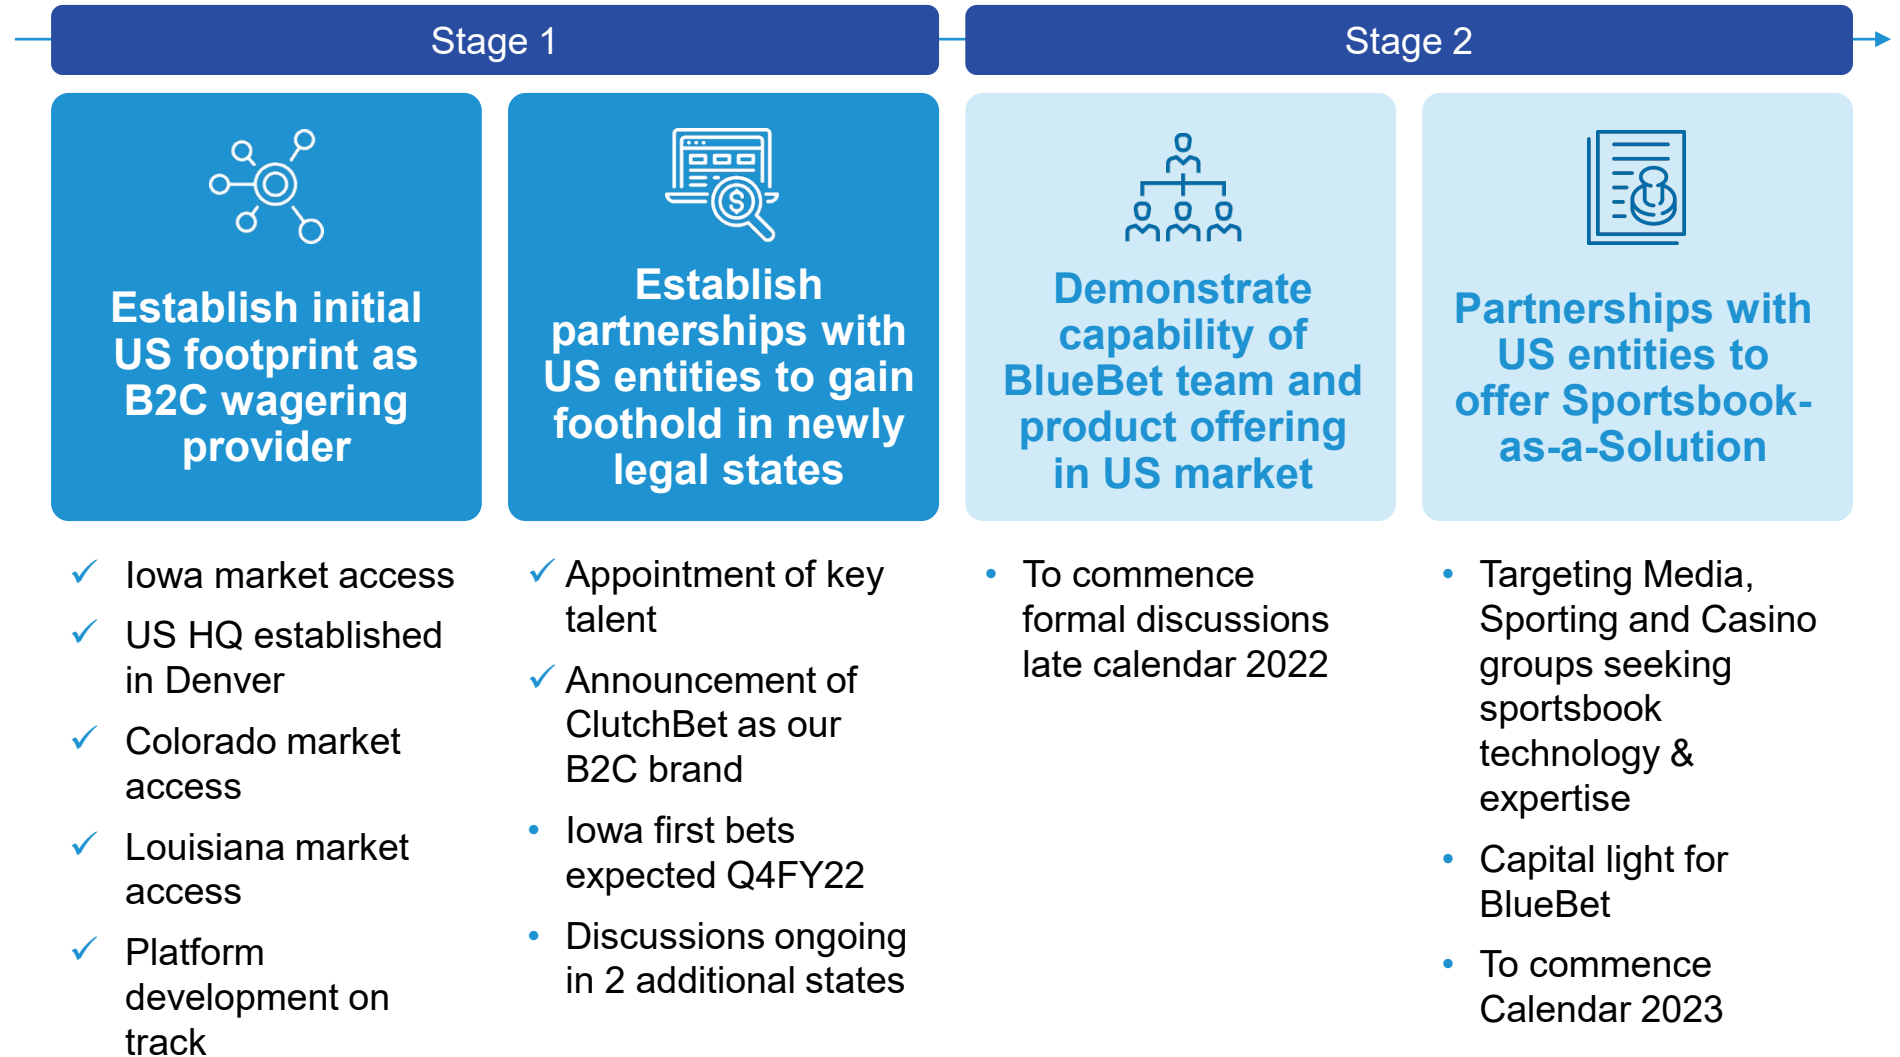 Stage 1
Stage 2
Establish initial
US footprint as
B2C wagering
provider
Establish
partnerships with
US entities to gain
foothold in newly
legal states
Demonstrate
capability of
BlueBet team and
product offering
in US market
Partnerships with
US entities to
offer Sportsbook-
as-a-Solution
✓ Iowa market access
✓ US HQ established
in Denver
✓ Colorado market
access
✓ Louisiana market
access
✓ Platform
development on
track
✓ Appointment of key
talent
✓ Announcement of
ClutchBet as our
B2C brand
• Iowa first bets
expected Q4FY22
• Discussions ongoing
in 2 additional states
• To commence
formal discussions
late calendar 2022
• Targeting Media,
Sporting and Casino
groups seeking
sportsbook
technology &
expertise
• Capital light for
BlueBet
• To commence
Calendar 2023